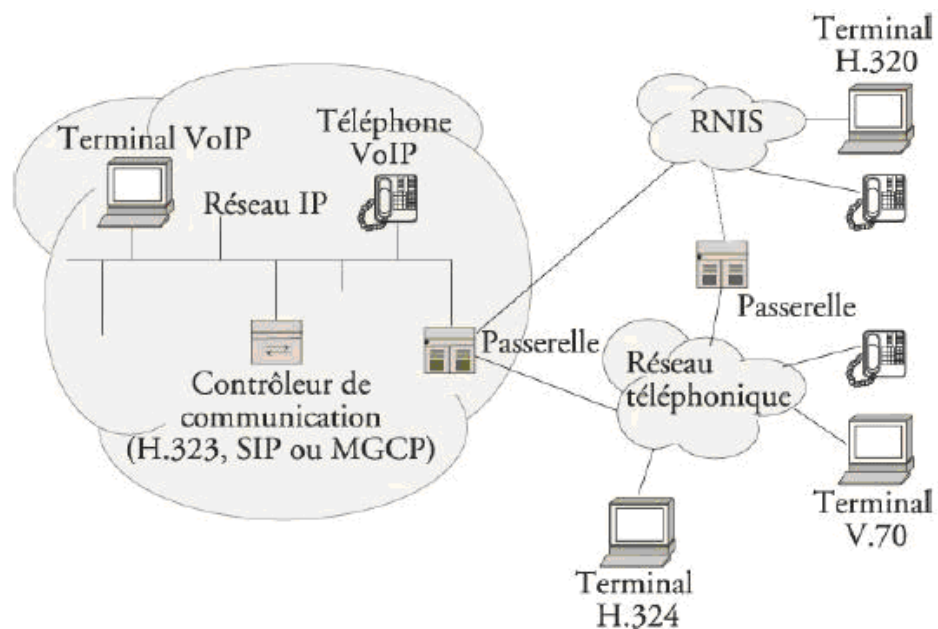 Terminal
H.320
RNIS
Téléphone
VoIP
Terminal VoIP
Réseau IP
Passerelle
Passerelle
Réseau
téléphonique
Contrôleur de
communication
(H.323, SIP ou MGCP)
Terminal
V.70
Terminal
H.324